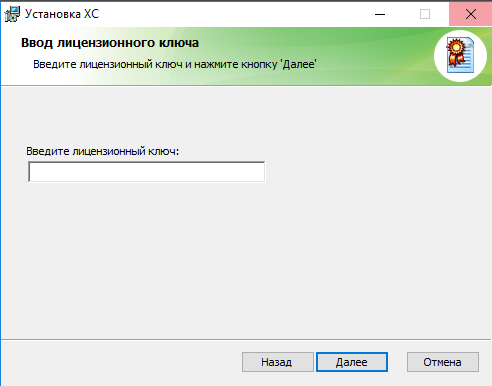 Установка ХС
Ввод лицензионного ключа
Введите лицензионный ключ и нажмите кнопку 'Далее'
Введите лицензионный ключ:
Назад
Далее
Отмена